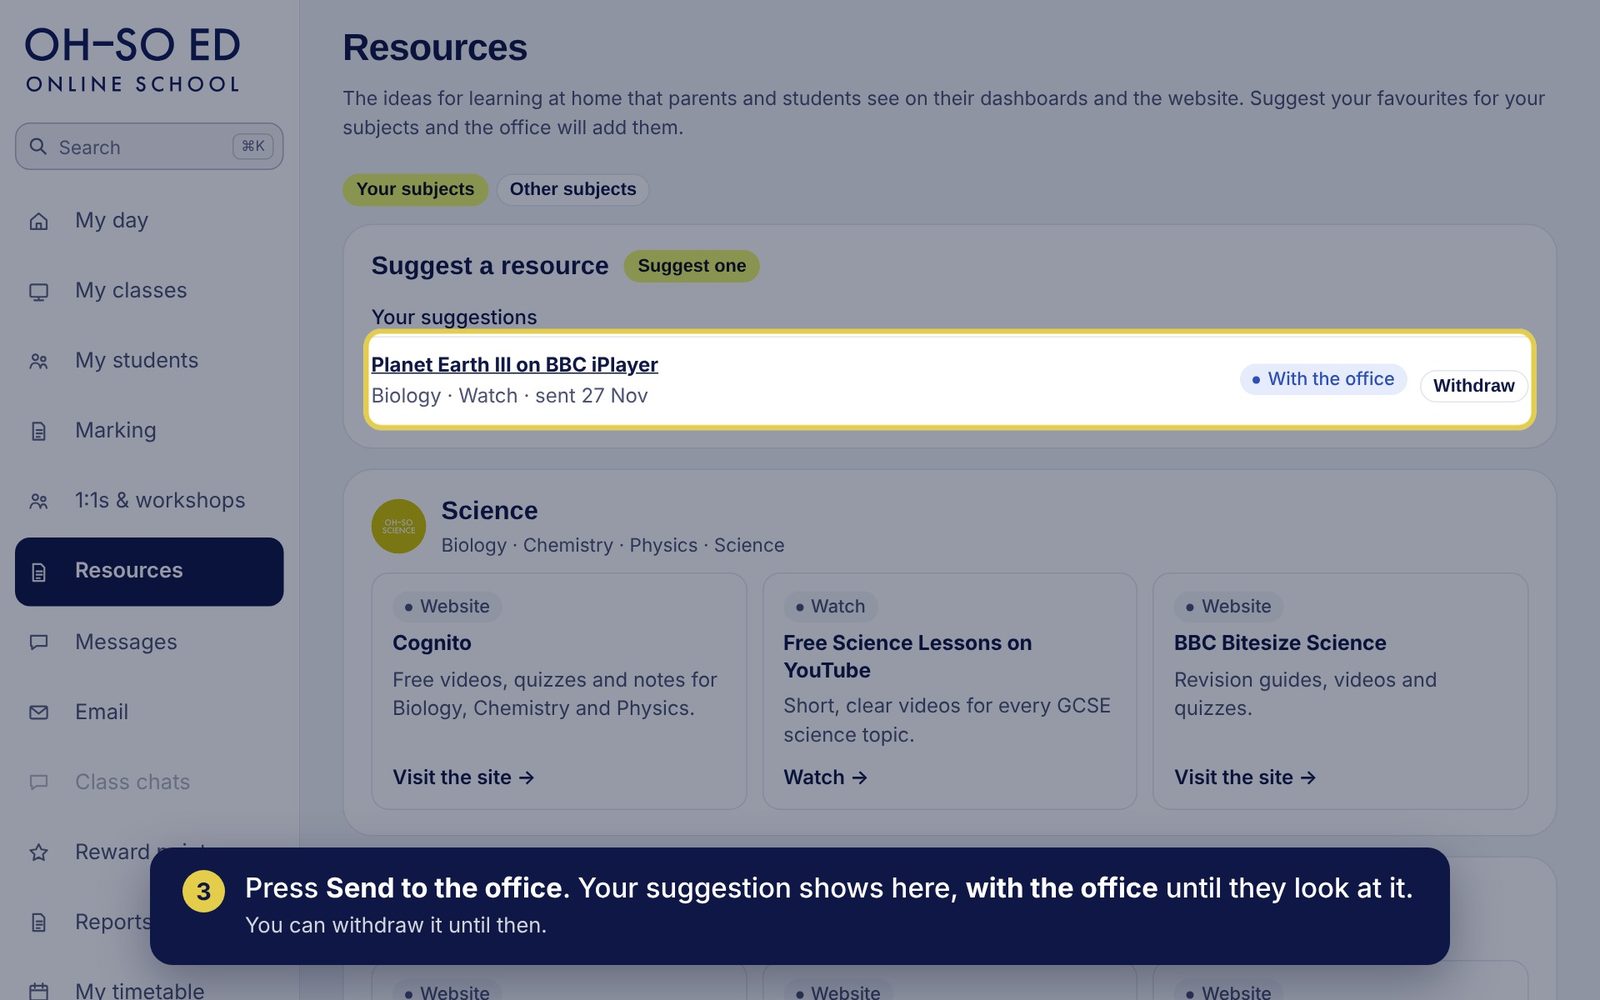 OH-SO ED
ONLINE SCHOOL
Search
⌘K
My day
My classes
My students
Marking
1:1s & workshops
Resources
Messages
Email
Class chats
Reward
Reports
My timetable
Resources
The ideas for learning at home that parents and students see on their dashboards and the website. Suggest your favourites for your
subjects and the office will add them.
Your subjects
Other subjects
Suggest a resource
Suggest one
Your suggestions
Planet Earth III on BBC iPlayer
Biology · Watch · sent 27 Nov
With the office
Withdraw
OH-SO
SCIENCE
Science
Biology · Chemistry · Physics · Science
Website
Cognito
Free videos, quizzes and notes for
Biology, Chemistry and Physics.
Visit the site →
Watch
Free Science Lessons on
YouTube
Short, clear videos for every GCSE
science topic.
Watch →
Website
BBC Bitesize Science
Revision guides, videos and
quizzes.
Visit the site →
3
Press Send to the office. Your suggestion shows here, with the office until they look at it.
You can withdraw it until then.
Website
Website
Website